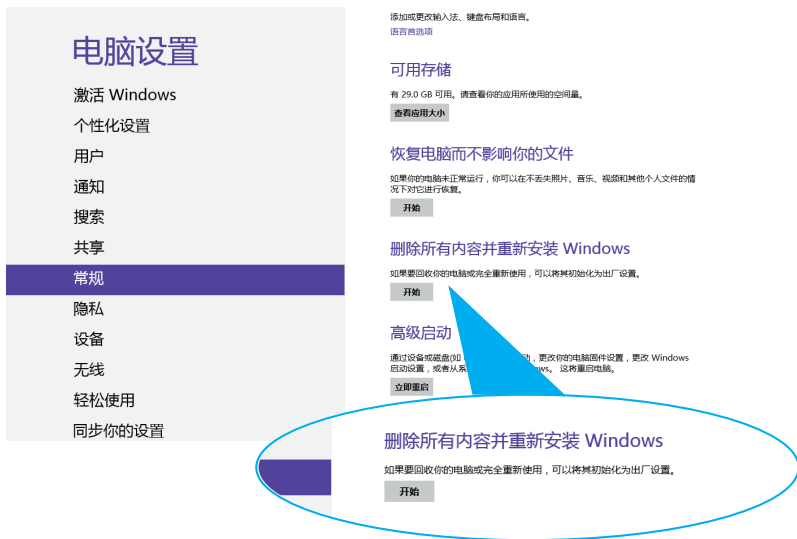 电脑设置
激活 Windows
个性化设置
用户
通知
搜索
共享
常规
隐私
设备
无线
轻松使用
同步你的设置
添加或更改输入法、键盘布局和语言。
语言首选项
可用存储
有 29.0 GB 可用。请查看你的应用所使用的空间量。
查看应用大小
恢复电脑而不影响你的文件
如果你的电脑未正常运行，你可以在不丢失照片、音乐、视频和其他个人文件的情
况下对它进行恢复。
开始
删除所有内容并重新安装 Windows
如果要回收你的电脑或完全重新使用，可以将其初始化为出厂设置。
开始
高级启动
通过设备或磁盘(如 动，更改你的电脑固件设置，更改 Windows
启动设置，或者从系 ows。 这将重启电脑。
立即重启
删除所有内容并重新安装 Windows
如果要回收你的电脑或完全重新使用，可以将其初始化为出厂设置。
开始